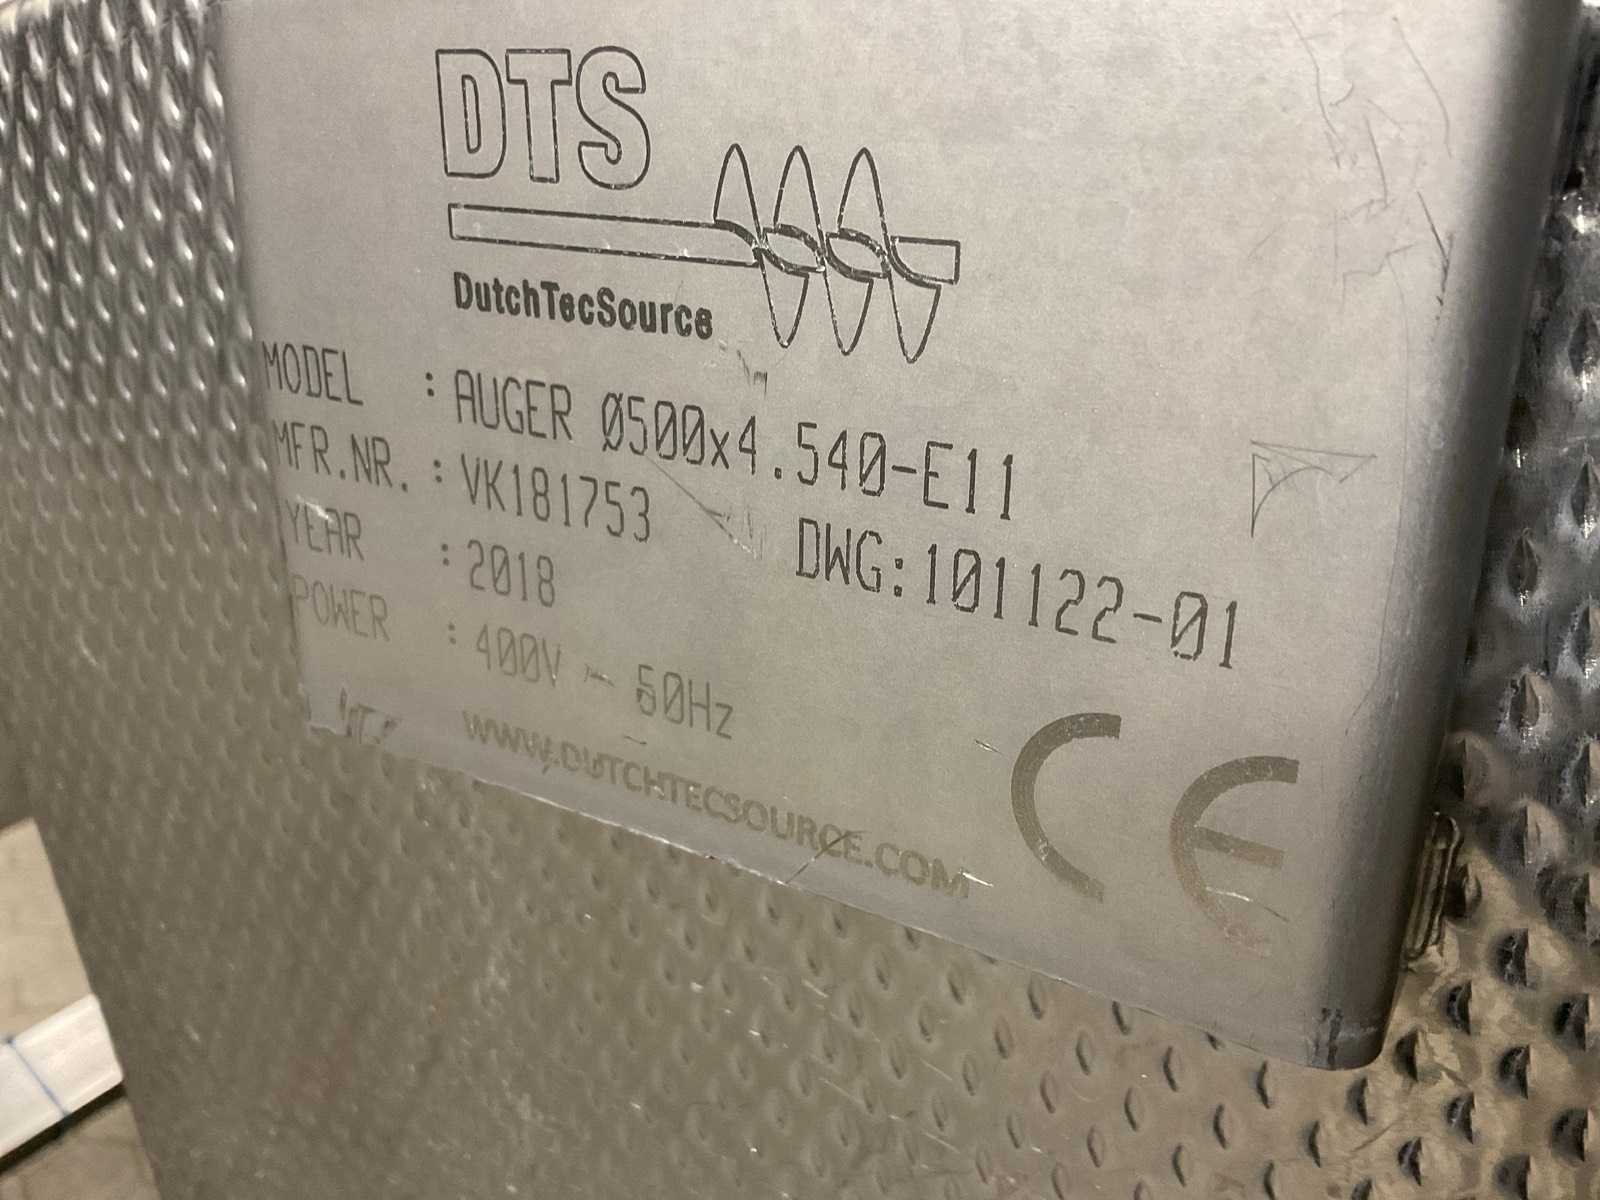 DTS
DutchTecSource
MODEL : AUGER Ø500x4.540-E11
MFR.NR. : VK181753 DWG:101122-01
YEAR : 2018
POWER : 400V ~ 50Hz
WWW.DUTCHTECSOURCE.COM
CE